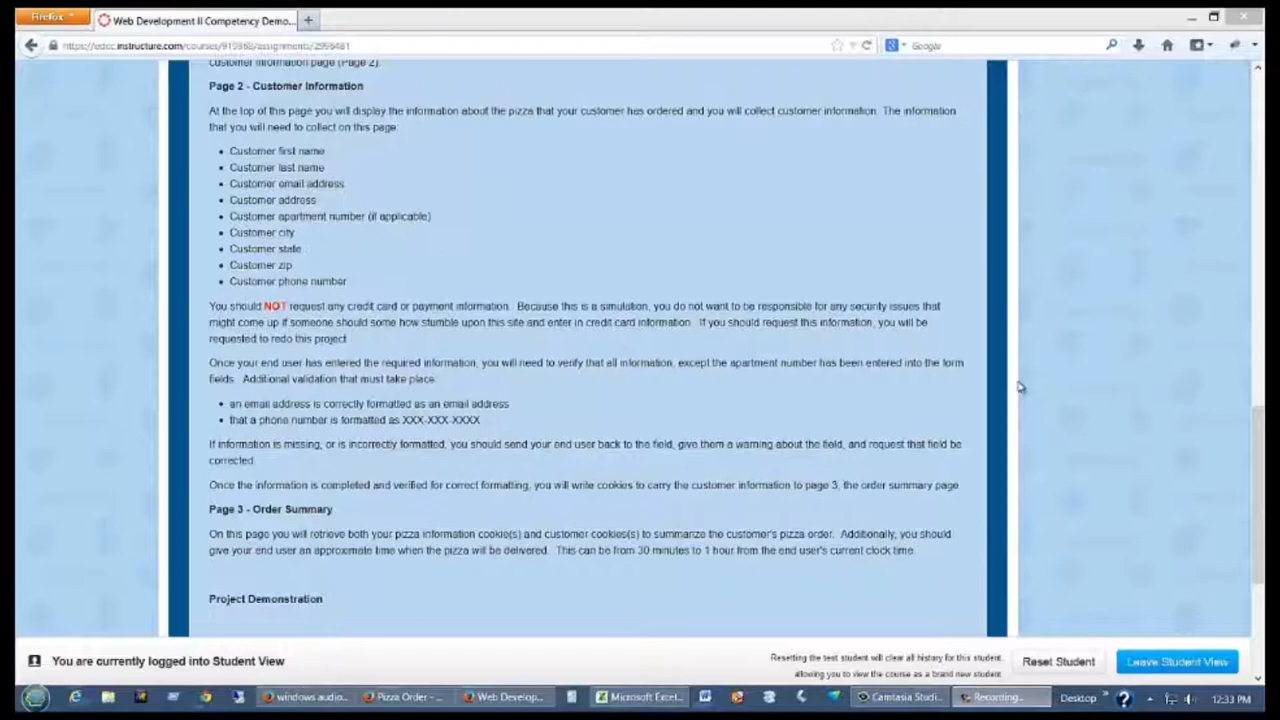 Firefox
Web Development II Competency Demo...
https://edcc.instructure.com/courses/919368/assignments/2996481
Google
customer information page (Page 2).
Page 2 - Customer Information
At the top of this page you will display the information about the pizza that your customer has ordered and you will collect customer information. The information
that you will need to collect on this page:
Customer first name
Customer last name
Customer email address
Customer address
Customer apartment number (if applicable)
Customer city
Customer state
Customer zip
Customer phone number
You should NOT request any credit card or payment information. Because this is a simulation, you do not want to be responsible for any security issues that
might come up if someone should some how stumble upon this site and enter in credit card information. If you should request this information, you will be
requested to redo this project.
Once your end user has entered the required information, you will need to verify that all information, except the apartment number has been entered into the form
fields. Additional validation that must take place:
an email address is correctly formatted as an email address
that a phone number is formatted as XXX-XXX-XXXX
If information is missing, or is incorrectly formatted, you should send your end user back to the field, give them a warning about the field, and request that field be
corrected.
Once the information is completed and verified for correct formatting, you will write cookies to carry the customer information to page 3, the order summary page.
Page 3 - Order Summary
On this page you will retrieve both your pizza information cookie(s) and customer cookies(s) to summarize the customer's pizza order. Additionally, you should
give your end user an approximate time when the pizza will be delivered. This can be from 30 minutes to 1 hour from the end user's current clock time.
Project Demonstration
You are currently logged into Student View
Resetting the test student will clear all history for this student,
allowing you to view the course as a brand new student.
Reset Student
Leave Student View
windows audio...
Pizza Order - ...
Web Develop...
Microsoft Excel...
Camtasia Studi...
Recording...
Desktop
12:33 PM